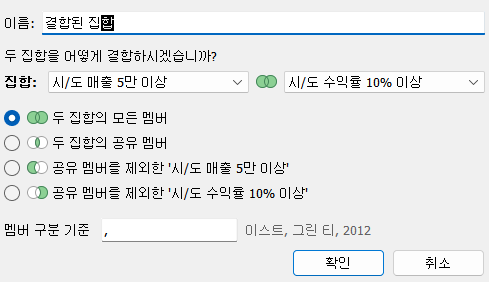 이름: 결합된 집합
두 집합을 어떻게 결합하시겠습니까?
집합: 시/도 매출 5만 이상 시/도 수익률 10% 이상
두 집합의 모든 멤버
두 집합의 공유 멤버
공유 멤버를 제외한 '시/도 매출 5만 이상'
공유 멤버를 제외한 '시/도 수익률 10% 이상'
멤버 구분 기준 , 이스트, 그린 티, 2012
확인 취소